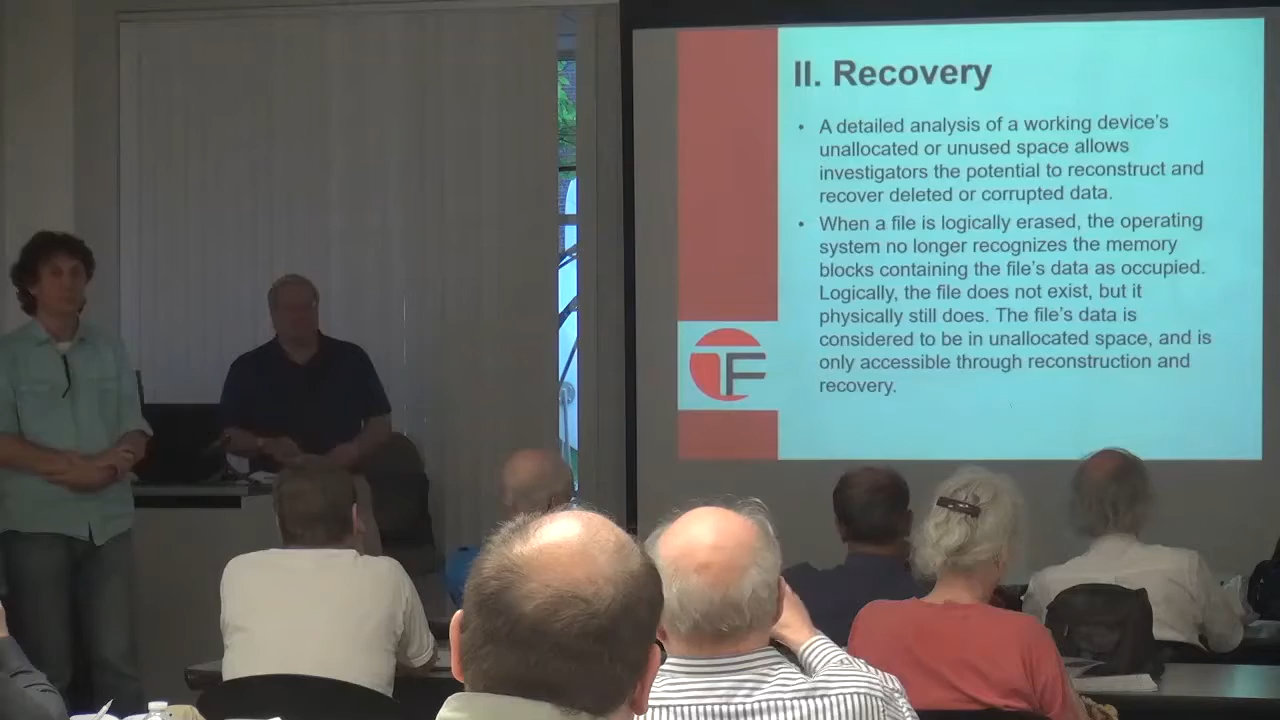 II. Recovery
• A detailed analysis of a working device's
unallocated or unused space allows
investigators the potential to reconstruct and
recover deleted or corrupted data.
• When a file is logically erased, the operating
system no longer recognizes the memory
blocks containing the file's data as occupied.
Logically, the file does not exist, but it
physically still does. The file's data is
considered to be in unallocated space, and is
only accessible through reconstruction and
recovery.
TF